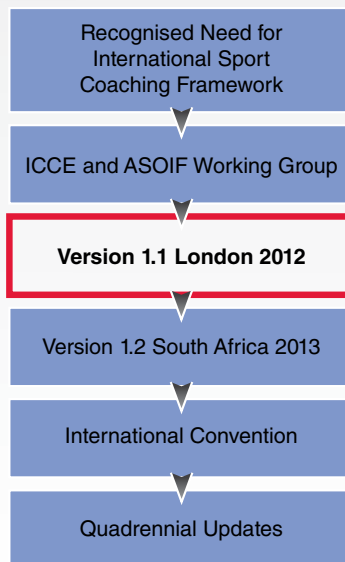 Recognised Need for
International Sport
Coaching Framework
ICCE and ASOIF Working Group
Version 1.1 London 2012
Version 1.2 South Africa 2013
International Convention
Quadrennial Updates